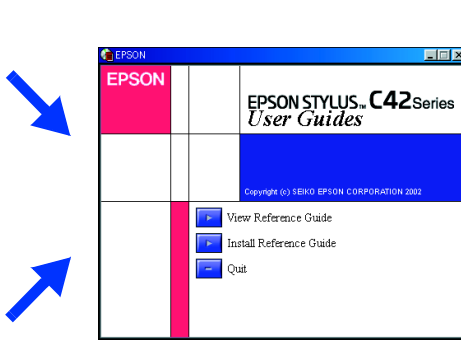 EPSON
EPSON
EPSON STYLUS™ C42Series
User Guides
Copyright (c) SEIKO EPSON CORPORATION 2002
View Reference Guide
Install Reference Guide
Quit